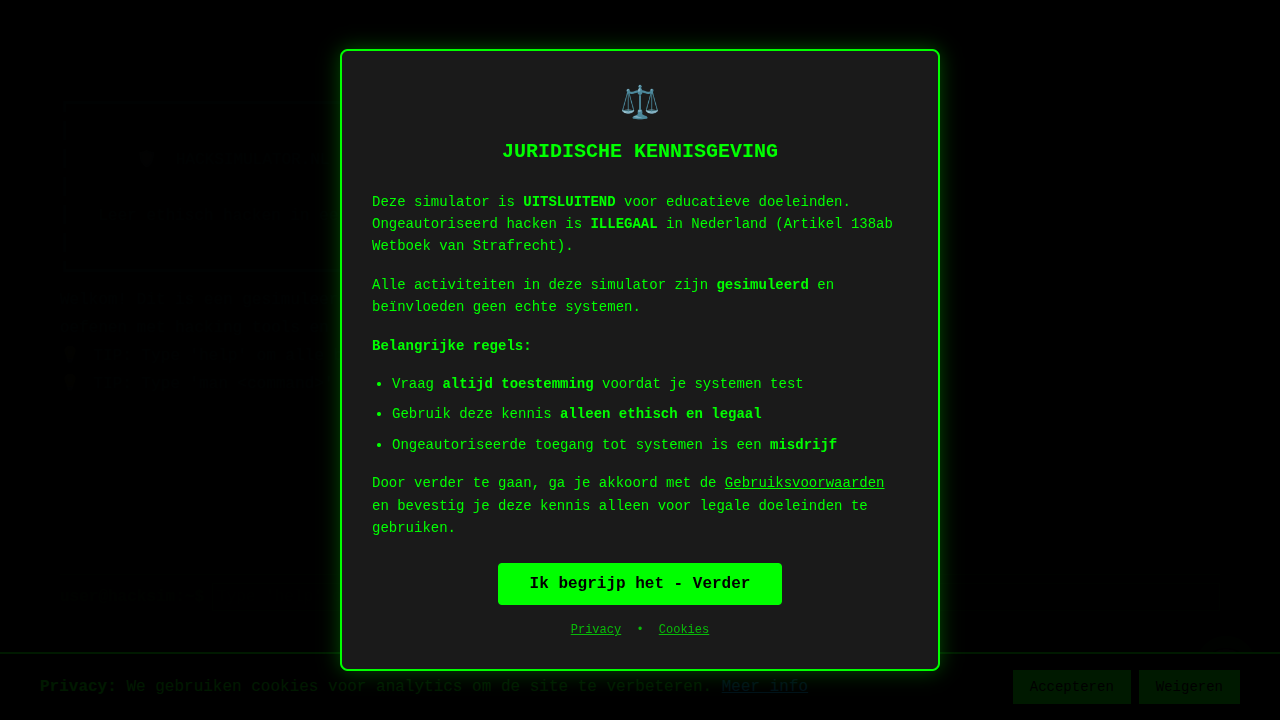 JURIDISCHE KENNISGEVING
Deze simulator is UITSLUITEND voor educatieve doeleinden.
Ongeautoriseerd hacken is ILLEGAAL in Nederland (Artikel 138ab
Wetboek van Strafrecht).
Alle activiteiten in deze simulator zijn gesimuleerd en
beïnvloeden geen echte systemen.
Belangrijke regels:
• Vraag altijd toestemming voordat je systemen test
• Gebruik deze kennis alleen ethisch en legaal
• Ongeautoriseerde toegang tot systemen is een misdrijf
Door verder te gaan, ga je akkoord met de Gebruiksvoorwaarden
en bevestig je deze kennis alleen voor legale doeleinden te
gebruiken.
Ik begrijp het - Verder
Privacy • Cookies
Privacy: We gebruiken cookies voor analytics om de site te verbeteren. Meer info
Accepteren Weigeren